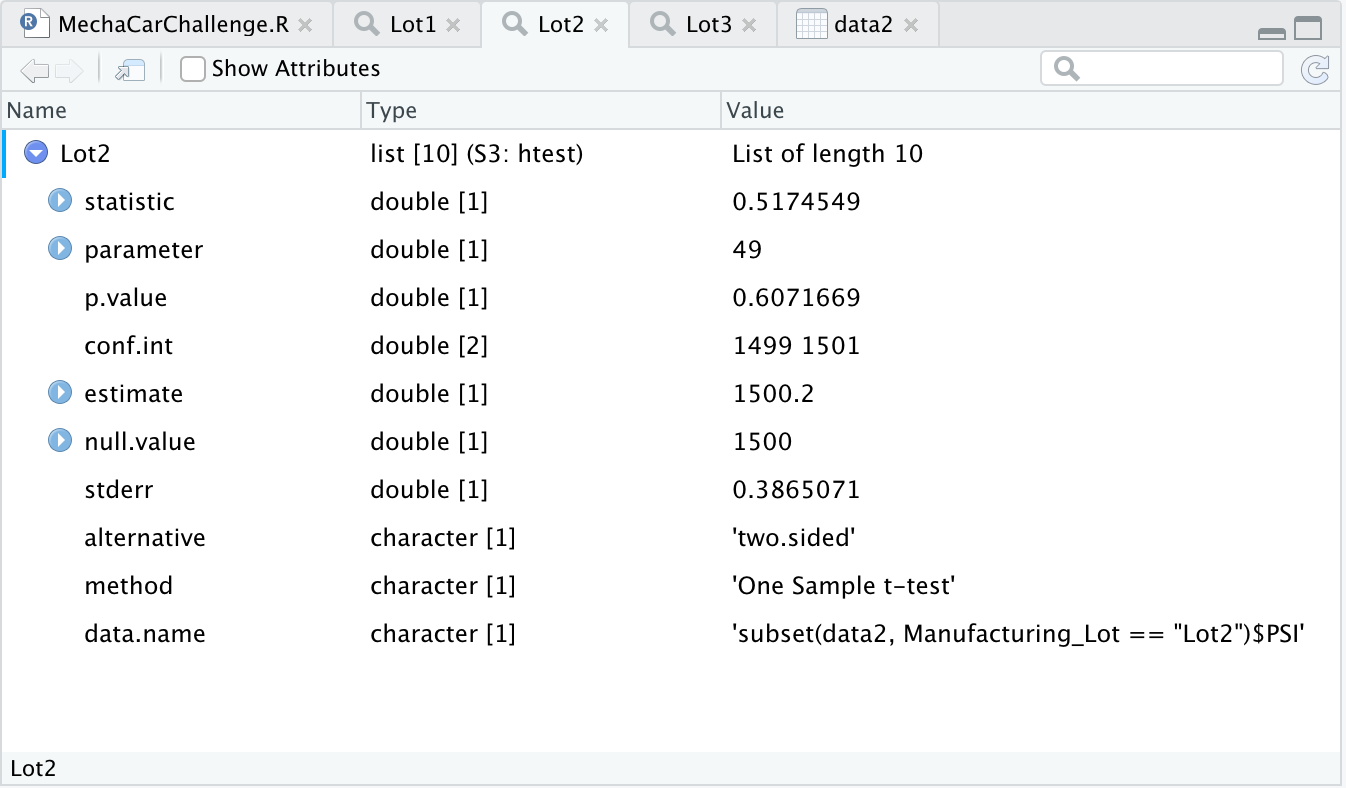 MechaCarChallenge.R Lot1 Lot2 Lot3 data2
Show Attributes
Name Type Value
Lot2 list [10] (S3: htest) List of length 10
statistic double [1] 0.5174549
parameter double [1] 49
p.value double [1] 0.6071669
conf.int double [2] 1499 1501
estimate double [1] 1500.2
null.value double [1] 1500
stderr double [1] 0.3865071
alternative character [1] 'two.sided'
method character [1] 'One Sample t-test'
data.name character [1] 'subset(data2, Manufacturing_Lot == "Lot2")$PSI'
Lot2